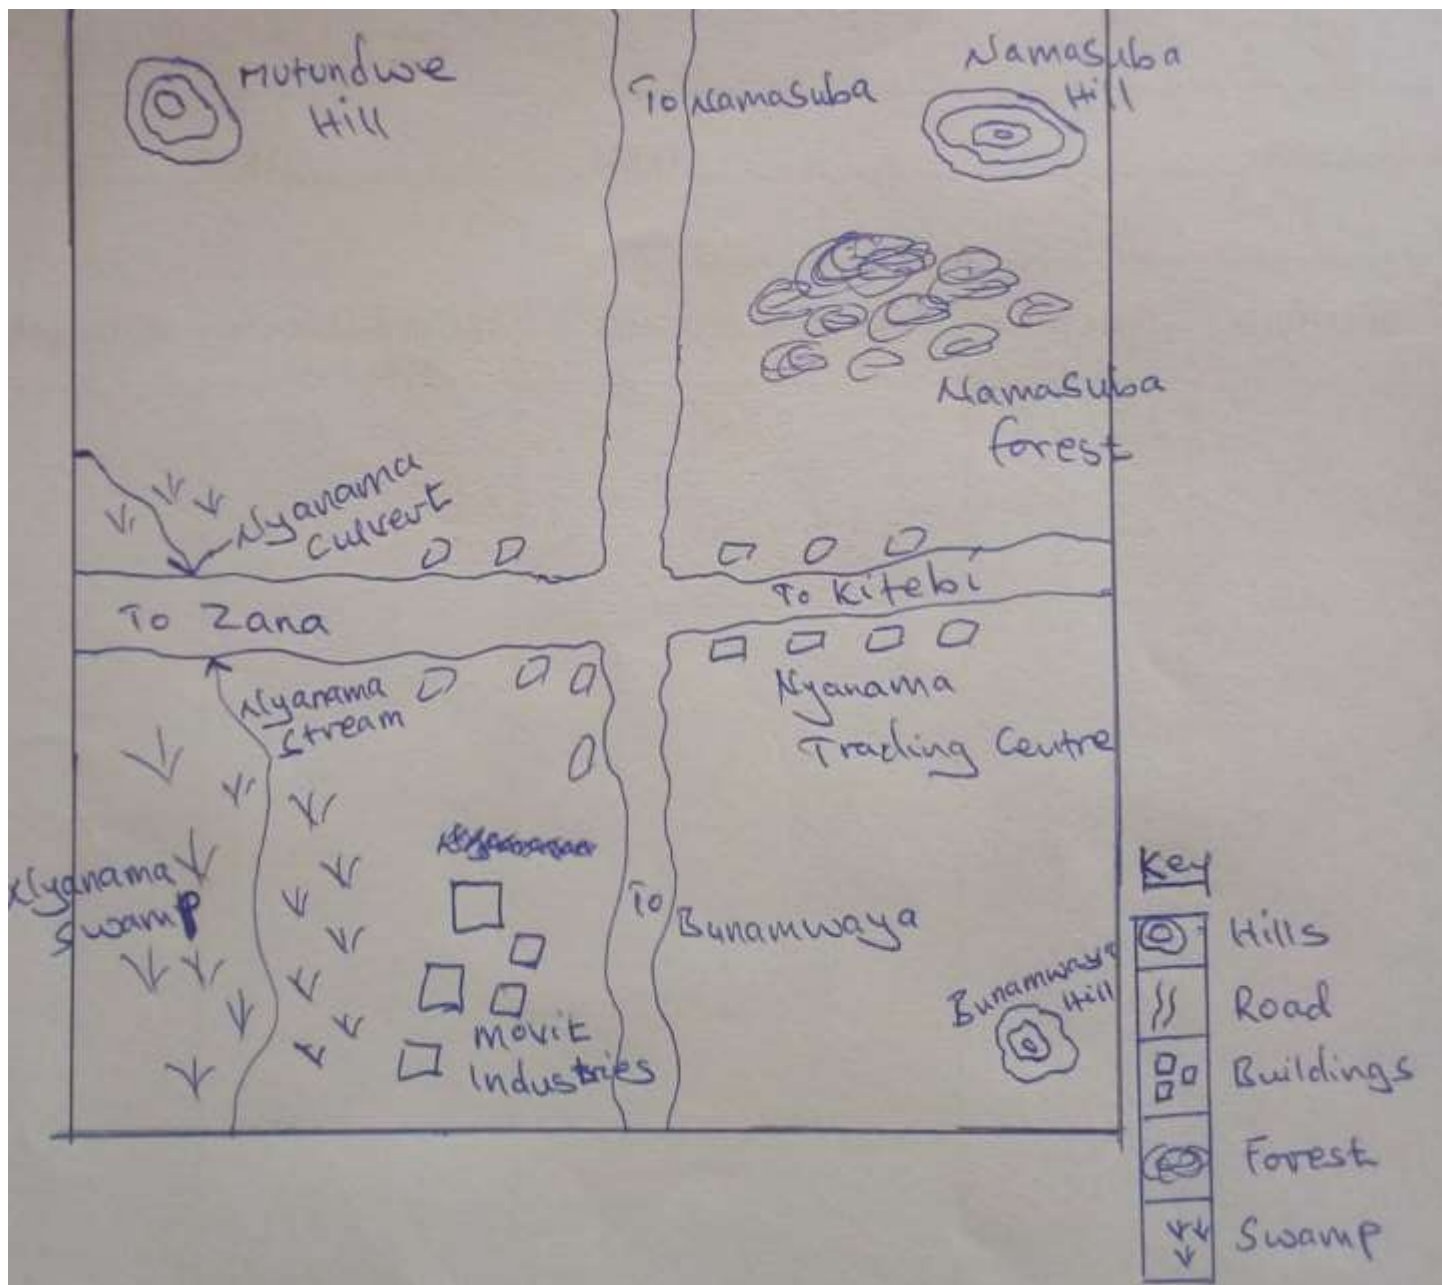 Mutundwe
Hill
To Namasuba
Namasuba
Hill
Namasuba
forest
Nyanama
Culvert
To Kitebi
To Zana
Nyanama
Stream
Nyanama
Trading Centre
Nyanama
Swamp
To Bunamwaya
Movit
Industries
Bunamwaya
Hill
Key
Hills
Road
Buildings
Forest
Swamp